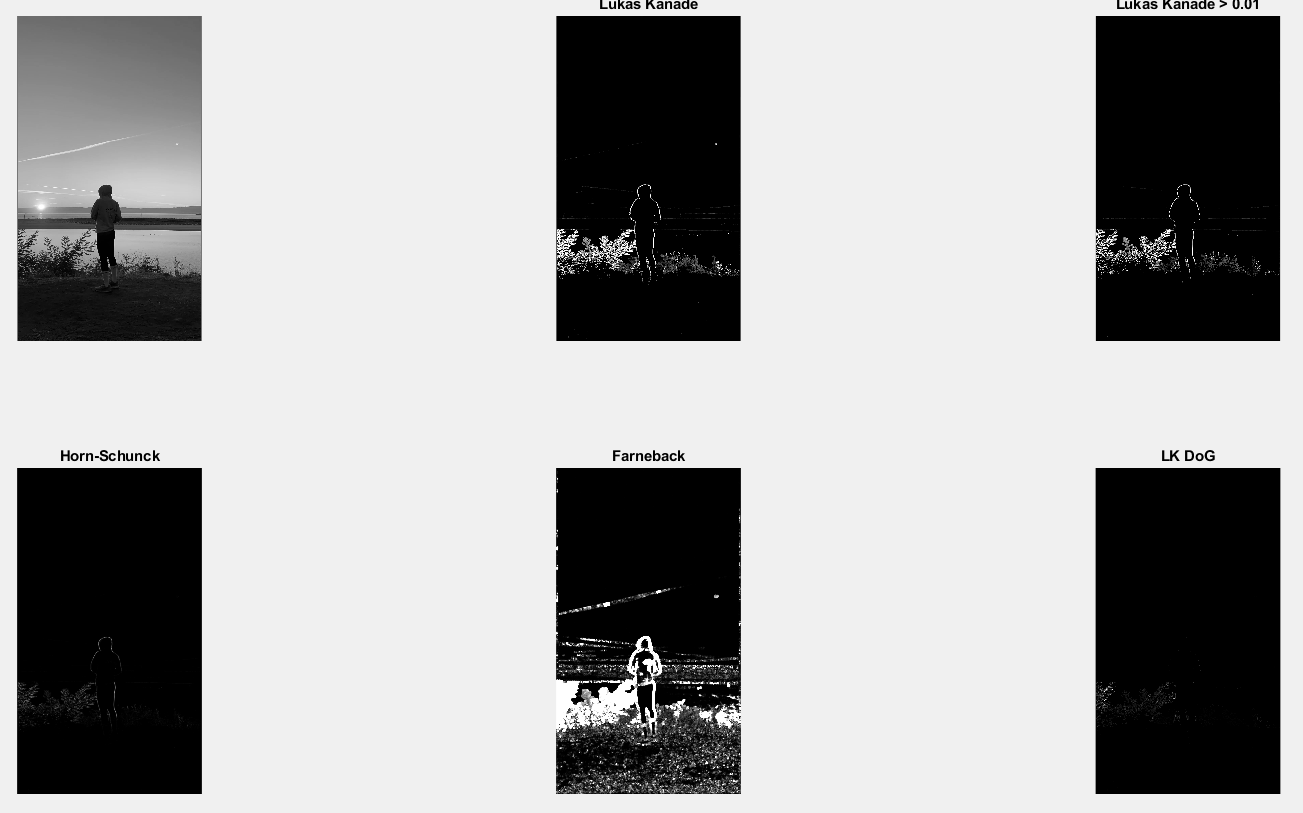 Lukas Kanade
Lukas Kanade > 0.01
Horn-Schunck
Farneback
LK DoG